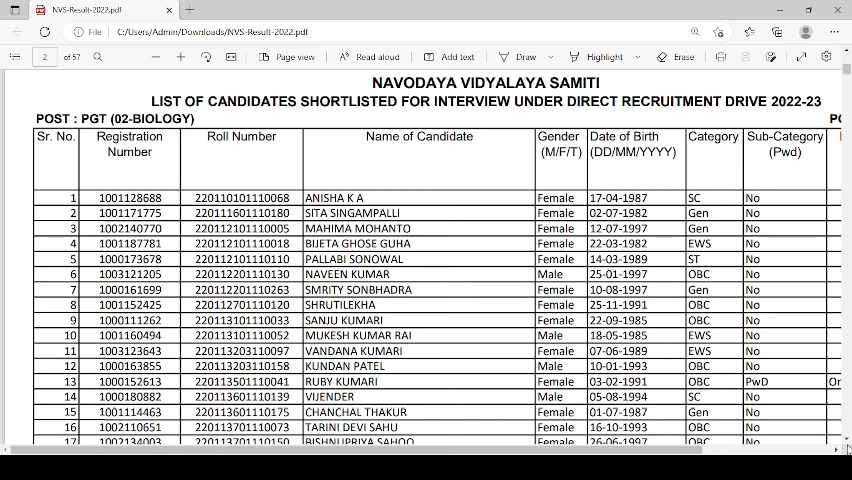 NVS-Result-2022.pdf
File C:/Users/Admin/Downloads/NVS-Result-2022.pdf
2 of 57 Page view Read aloud Add text Draw Highlight Erase
NAVODAYA VIDYALAYA SAMITI
LIST OF CANDIDATES SHORTLISTED FOR INTERVIEW UNDER DIRECT RECRUITMENT DRIVE 2022-23
POST : PGT (02-BIOLOGY)
Sr. No. Registration Number Roll Number Name of Candidate Gender (M/F/T) Date of Birth (DD/MM/YYYY) Category Sub-Category (Pwd)
1 1001128688 220110101110068 ANISHA K A Female 17-04-1987 SC No
2 1001171775 220111601110180 SITA SINGAMPALLI Female 02-07-1982 Gen No
3 1002140770 220112101110005 MAHIMA MOHANTO Female 12-07-1997 Gen No
4 1001187781 220112101110018 BIJETA GHOSE GUHA Female 22-03-1982 EWS No
5 1000173678 220112101110110 PALLABI SONOWAL Female 14-03-1989 ST No
6 1003121205 220112201110130 NAVEEN KUMAR Male 25-01-1997 OBC No
7 1000161699 220112201110263 SMRITY SONBHADRA Female 10-08-1997 Gen No
8 1001152425 220112701110120 SHRUTILEKHA Female 25-11-1991 OBC No
9 1000111262 220113101110033 SANJU KUMARI Female 22-09-1985 OBC No
10 1001160494 220113101110052 MUKESH KUMAR RAI Male 18-05-1985 EWS No
11 1003123643 220113203110097 VANDANA KUMARI Female 07-06-1989 EWS No
12 1000163855 220113203110158 KUNDAN PATEL Male 10-01-1993 OBC No
13 1000152613 220113501110041 RUBY KUMARI Female 03-02-1991 OBC PwD
14 1000180882 220113601110139 VIJENDER Male 05-08-1994 SC No
15 1001114463 220113601110175 CHANCHAL THAKUR Female 01-07-1987 Gen No
16 1002110651 220113701110073 TARINI DEVI SAHU Female 16-10-1993 OBC No
17 1002134003 220113701110150 BISHNUPRIYA SAHOO Female 26-06-1997 OBC No